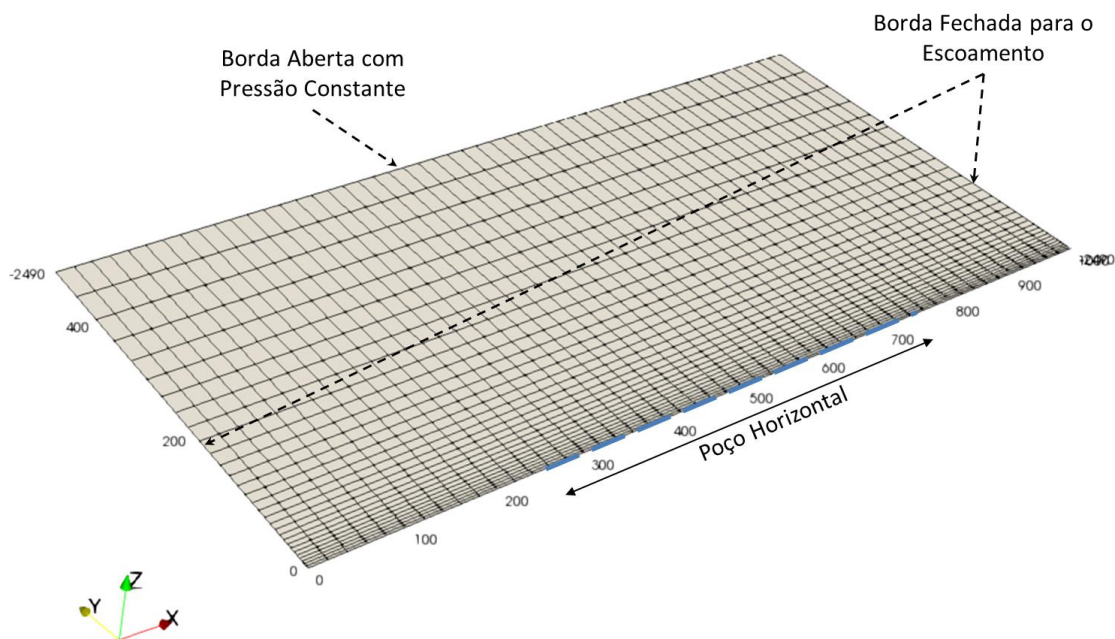 Borda Aberta com
Pressão Constante
Borda Fechada para o
Escoamento
-2490
400
200
0
0
100
200
300
400
500
600
700
800
900
Poço Horizontal
Z
Y
X